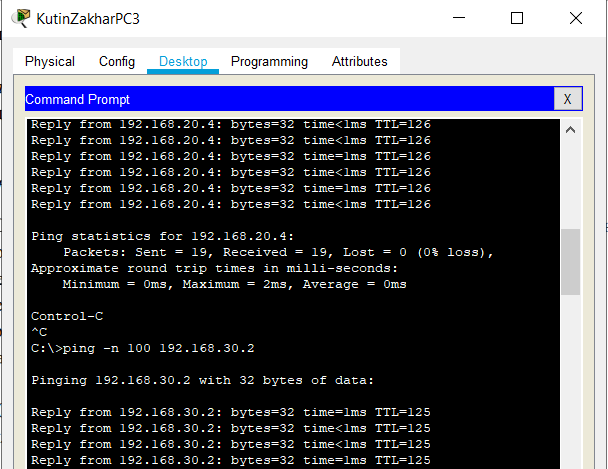 KutinZakharPC3
Physical Config Desktop Programming Attributes
Command Prompt X
Reply from 192.168.20.4: bytes=32 time<1ms TTL=126
Reply from 192.168.20.4: bytes=32 time<1ms TTL=126
Reply from 192.168.20.4: bytes=32 time=1ms TTL=126
Reply from 192.168.20.4: bytes=32 time=1ms TTL=126
Reply from 192.168.20.4: bytes=32 time<1ms TTL=126
Reply from 192.168.20.4: bytes=32 time<1ms TTL=126
Ping statistics for 192.168.20.4:
Packets: Sent = 19, Received = 19, Lost = 0 (0% loss),
Approximate round trip times in milli-seconds:
Minimum = 0ms, Maximum = 2ms, Average = 0ms
Control-C
^C
C:\>ping -n 100 192.168.30.2
Pinging 192.168.30.2 with 32 bytes of data:
Reply from 192.168.30.2: bytes=32 time=1ms TTL=125
Reply from 192.168.30.2: bytes=32 time<1ms TTL=125
Reply from 192.168.30.2: bytes=32 time<1ms TTL=125
Reply from 192.168.30.2: bytes=32 time=1ms TTL=125